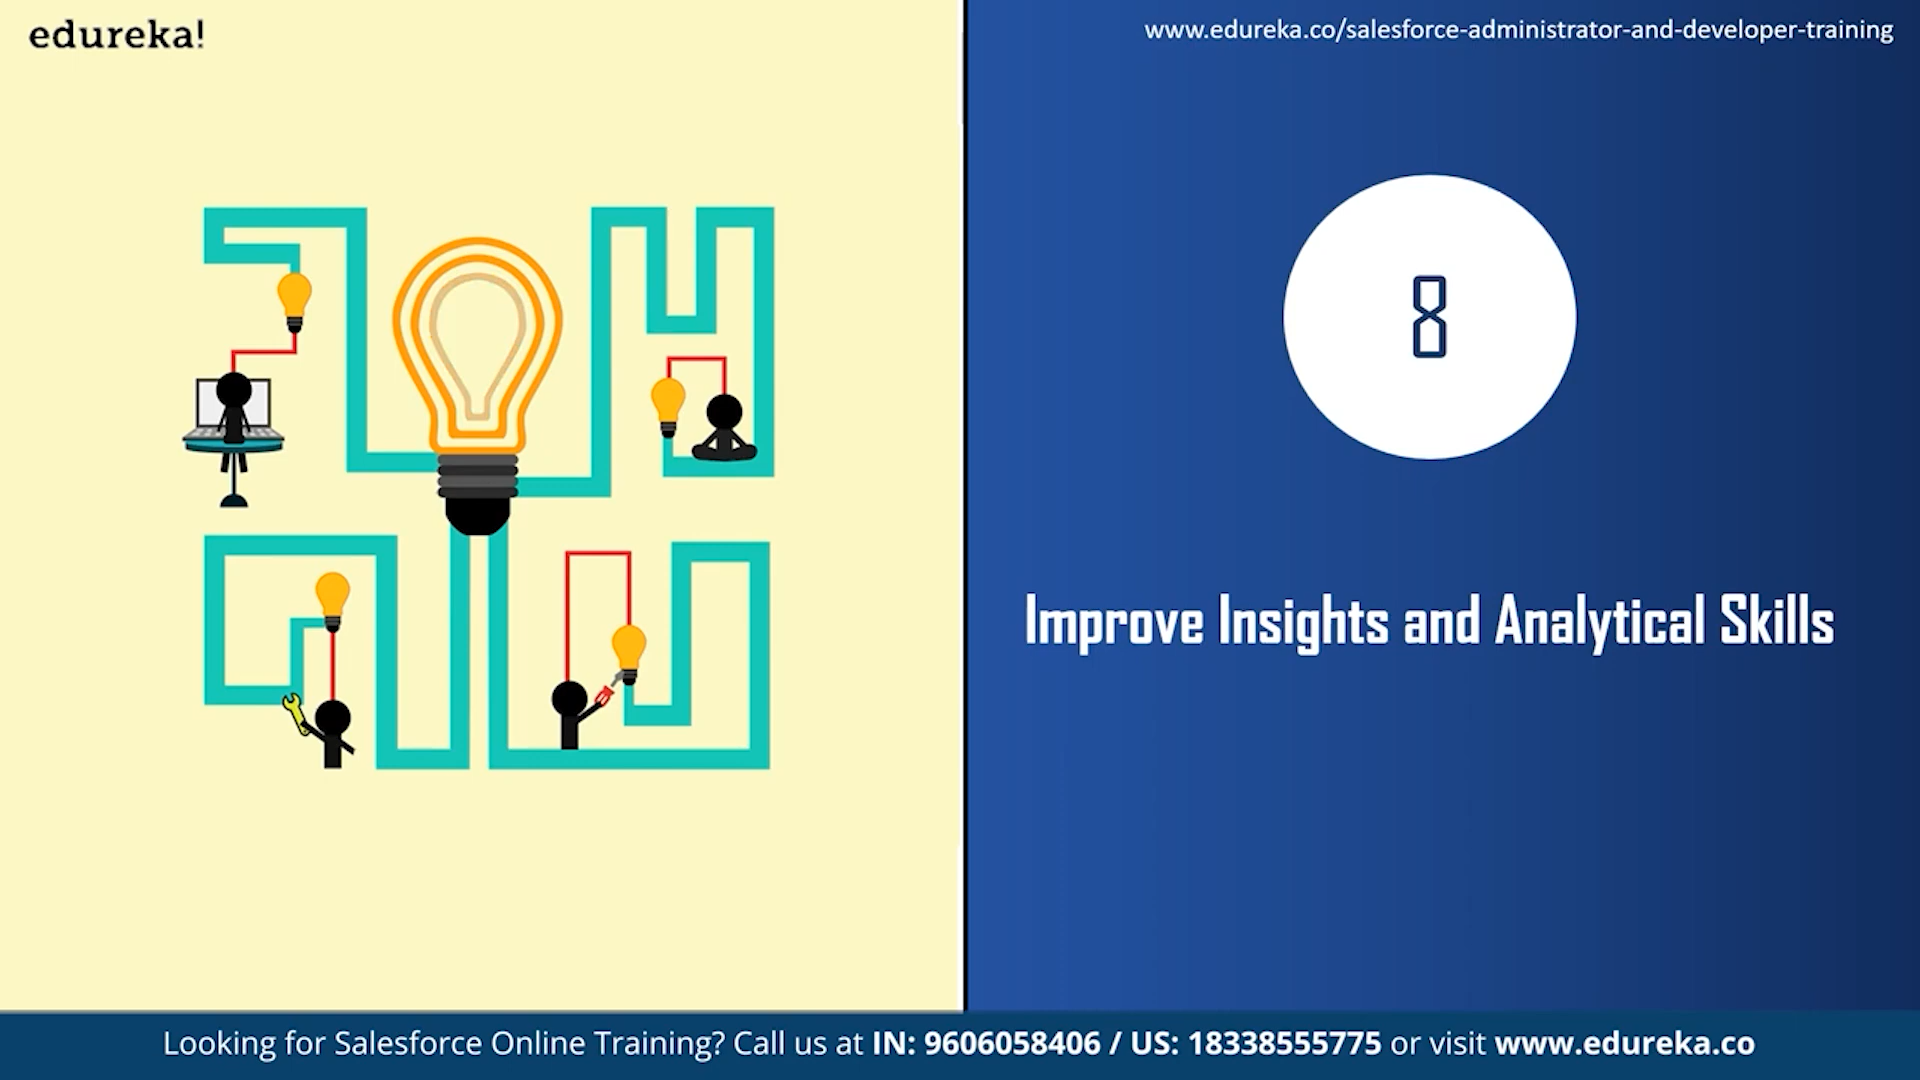 edureka!
www.edureka.co/salesforce-administrator-and-developer-training
8
Improve Insights and Analytical Skills
Looking for Salesforce Online Training? Call us at IN: 9606058406 / US: 18338555775 or visit www.edureka.co